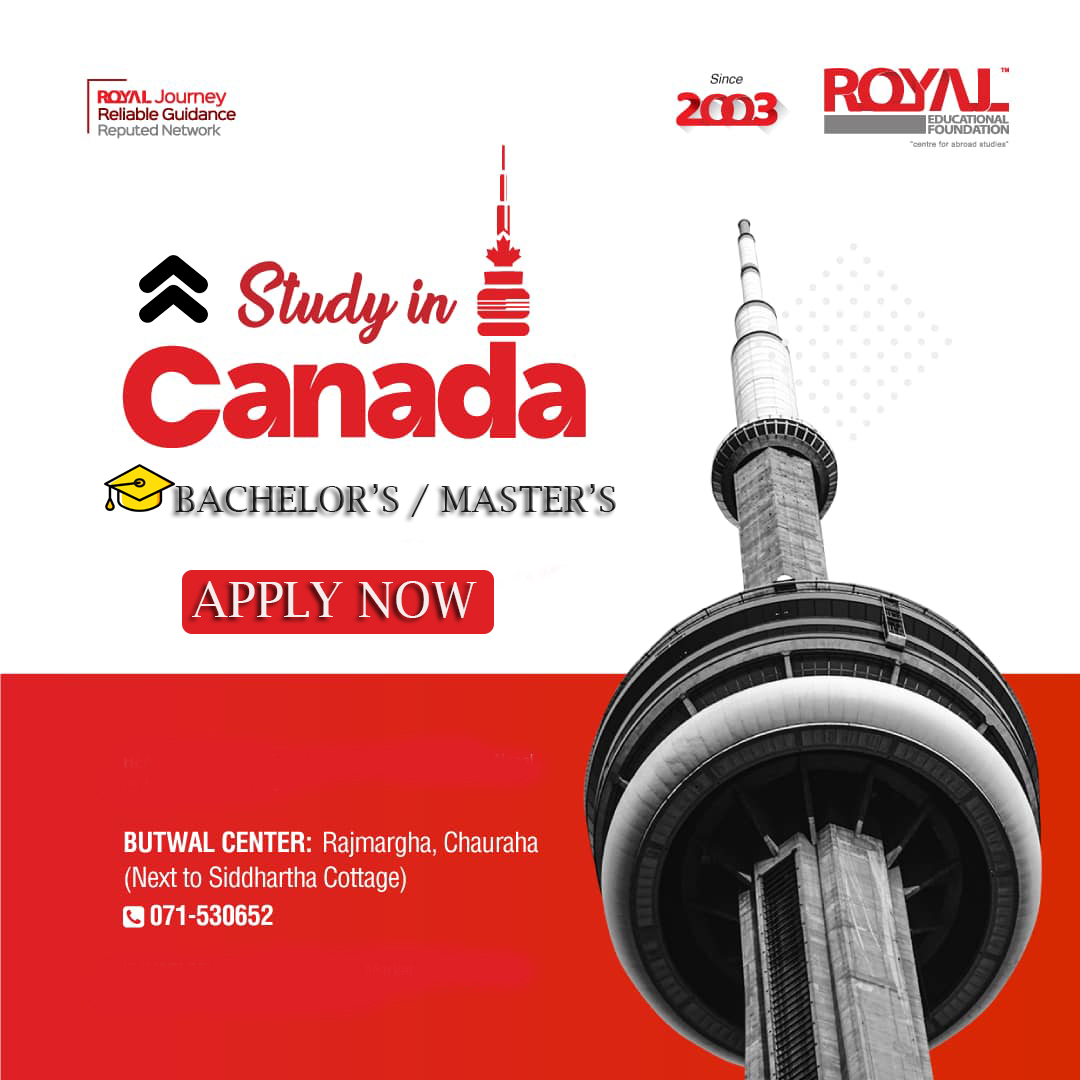 ROYAL Journey
Reliable Guidance
Reputed Network
Since
2003
ROYAL™
EDUCATIONAL
FOUNDATION
"centre for abroad studies"
Study in
Canada
BACHELOR'S / MASTER'S
APPLY NOW
BUTWAL CENTER: Rajmargha, Chauraha
(Next to Siddhartha Cottage)
071-530652